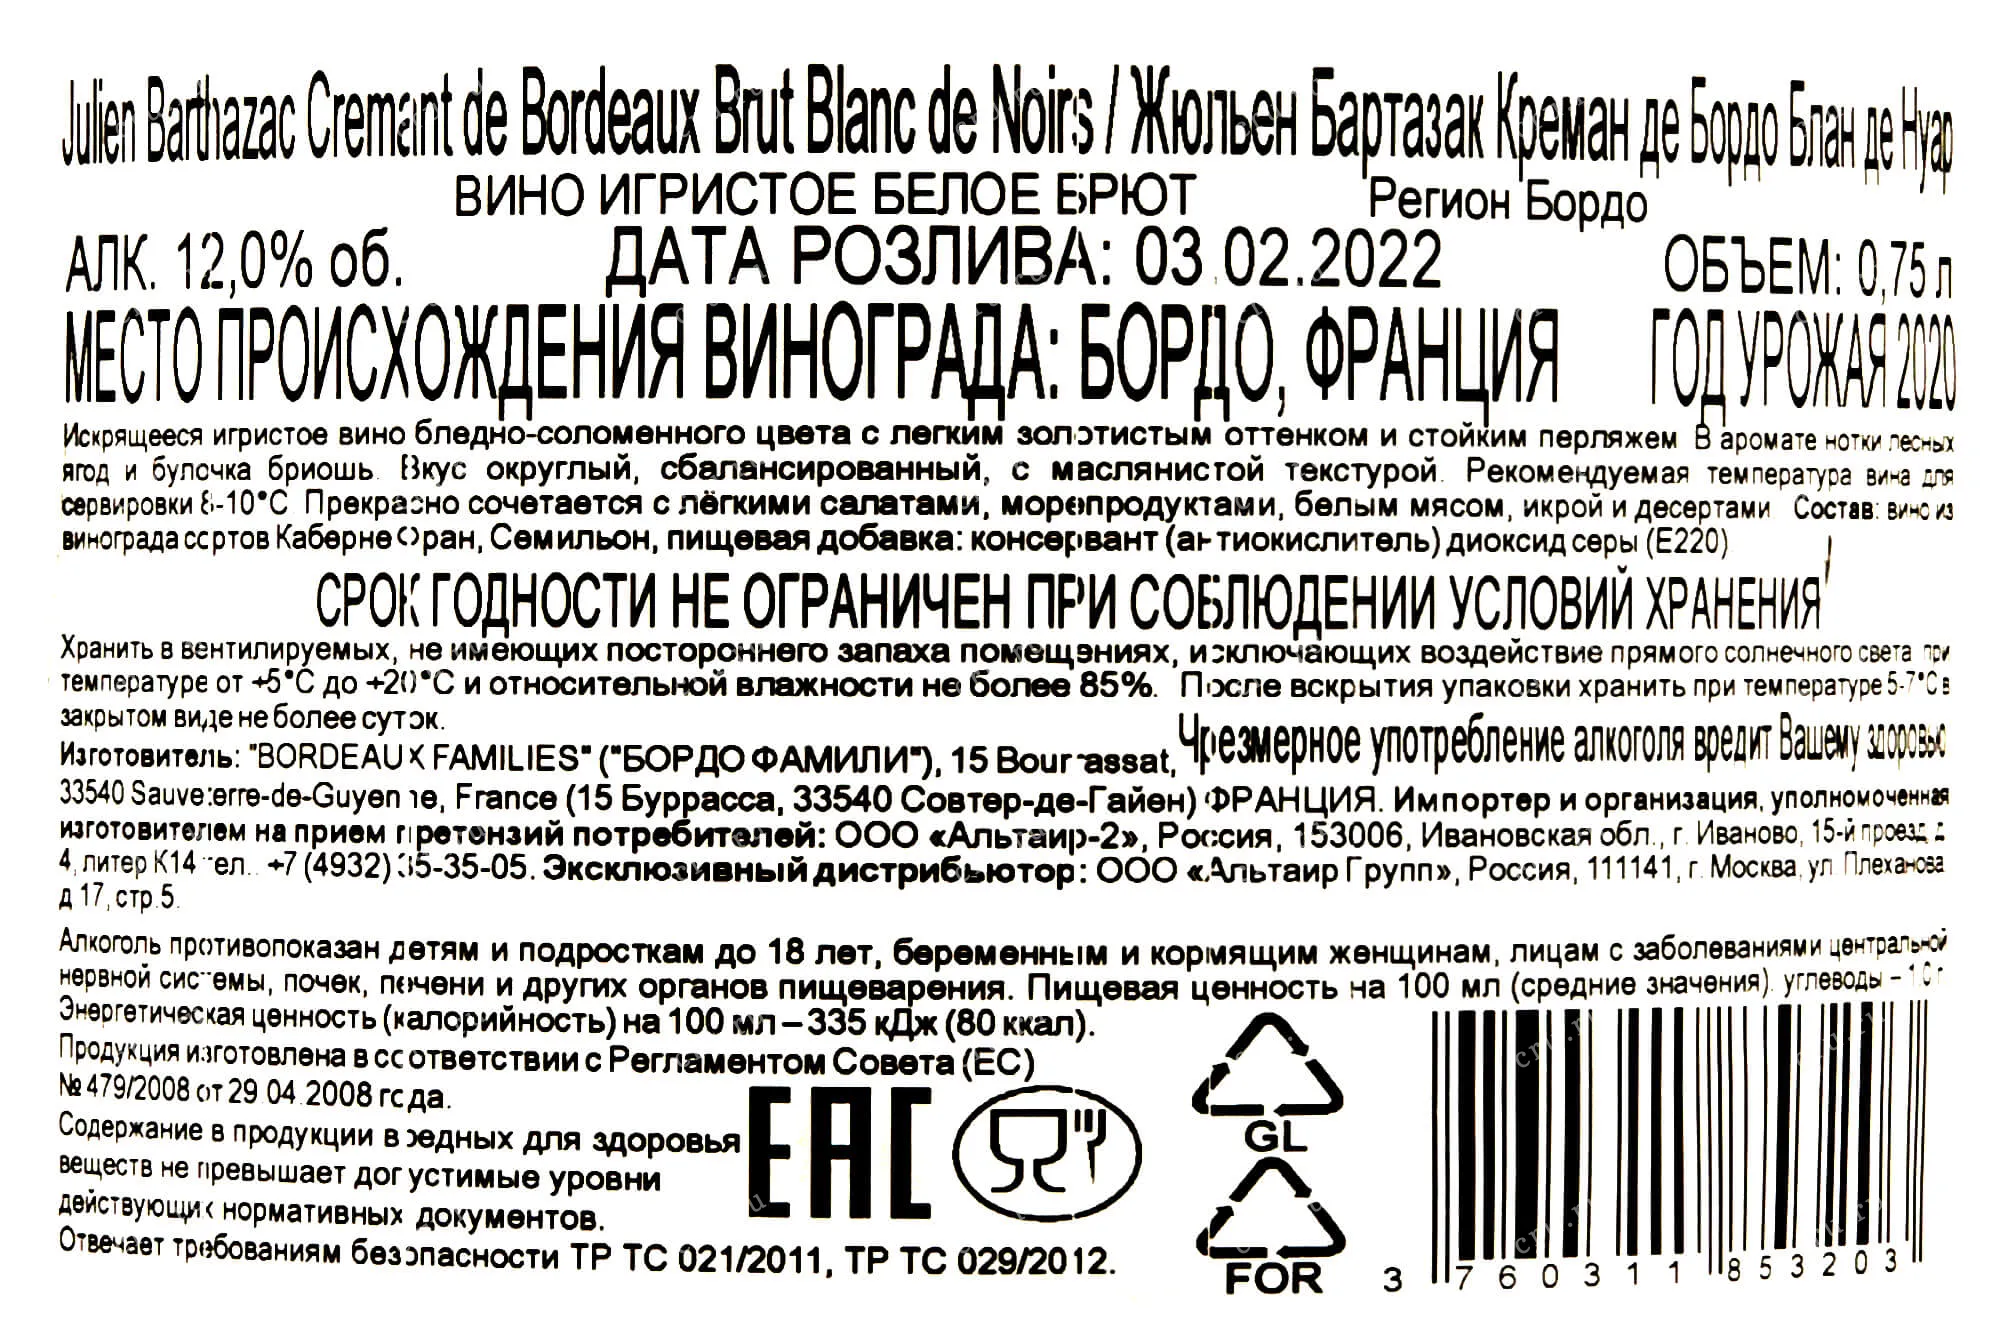 Julien Barthazac Cremant de Bordeaux Brut Blanc de Noirs / Жюльен Бартазак Креман де Бордо Блан де Нуар
ВИНО ИГРИСТОЕ БЕЛОЕ БРЮТ Регион Бордо
АЛК. 12,0% об. ДАТА РОЗЛИВА: 03.02.2022 ОБЪЕМ: 0,75 л
МЕСТО ПРОИСХОЖДЕНИЯ ВИНОГРАДА: БОРДО, ФРАНЦИЯ ГОД УРОЖАЯ 2020
Искрящееся игристое вино бледно-соломенного цвета с легким золотистым оттенком и стойким перляжем В аромате нотки лесных
ягод и булочка бриошь. Вкус округлый, сбалансированный, с маслянистой текстурой. Рекомендуемая температура вина для
сервировки 8-10°С Прекрасно сочетается с лёгкими салатами, морепродуктами, белым мясом, икрой и десертами Состав: вино из
винограда сортов Каберне Фран, Семильон, пищевая добавка: консервант (антиокислитель) диоксид серы (Е220)
СРОК ГОДНОСТИ НЕ ОГРАНИЧЕН ПРИ СОБЛЮДЕНИИ УСЛОВИЙ ХРАНЕНИЯ
Хранить в вентилируемых, не имеющих постороннего запаха помещениях, исключающих воздействие прямого солнечного света при
температуре от +5°С до +20°С и относительной влажности не более 85%. После вскрытия упаковки хранить при температуре 5-7°С в
закрытом виде не более суток. Чрезмерное употребление алкоголя вредит Вашему здоровью
Изготовитель: "BORDEAUX FAMILIES" ("БОРДО ФАМИЛИ"), 15 Bourrassat,
33540 Sauveterre-de-Guyenne, France (15 Буррасса, 33540 Совтер-де-Гайен) ФРАНЦИЯ. Импортер и организация, уполномоченная
изготовителем на прием претензий потребителей: ООО «Альтаир-2», Россия, 153006, Ивановская обл., г. Иваново, 15-й проезд д
4, литер К14 тел. +7 (4932) 35-35-05. Эксклюзивный дистрибьютор: ООО «Альтаир Групп», Россия, 111141, г. Москва, ул Плеханова
д 17, стр.5.
Алкоголь противопоказан детям и подросткам до 18 лет, беременным и кормящим женщинам, лицам с заболеваниями центральной
нервной системы, почек, печени и других органов пищеварения. Пищевая ценность на 100 мл (средние значения) углеводы – 1.0 г
Энергетическая ценность (калорийность) на 100 мл – 335 кДж (80 ккал).
Продукция изготовлена в соответствии с Регламентом Совета (ЕС)
№ 479/2008 от 29.04.2008 года.
Содержание в продукции вредных для здоровья
веществ не превышает допустимые уровни
действующих нормативных документов.
Отвечает требованиям безопасности ТР ТС 021/2011, ТР ТС 029/2012.
EAC
GL
FOR
3 760311 853203